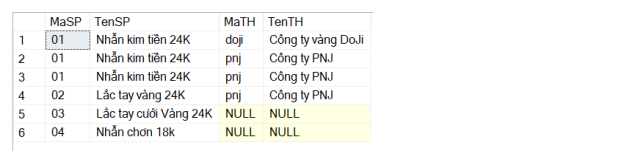 MaSP TenSP MaTH TenTH
1 01 Nhẫn kim tiền 24K doji Công ty vàng DoJi
2 01 Nhẫn kim tiền 24K pnj Công ty PNJ
3 01 Nhẫn kim tiền 24K pnj Công ty PNJ
4 02 Lắc tay vàng 24K pnj Công ty PNJ
5 03 Lắc tay cưới Vàng 24K NULL NULL
6 04 Nhẫn chơn 18k NULL NULL